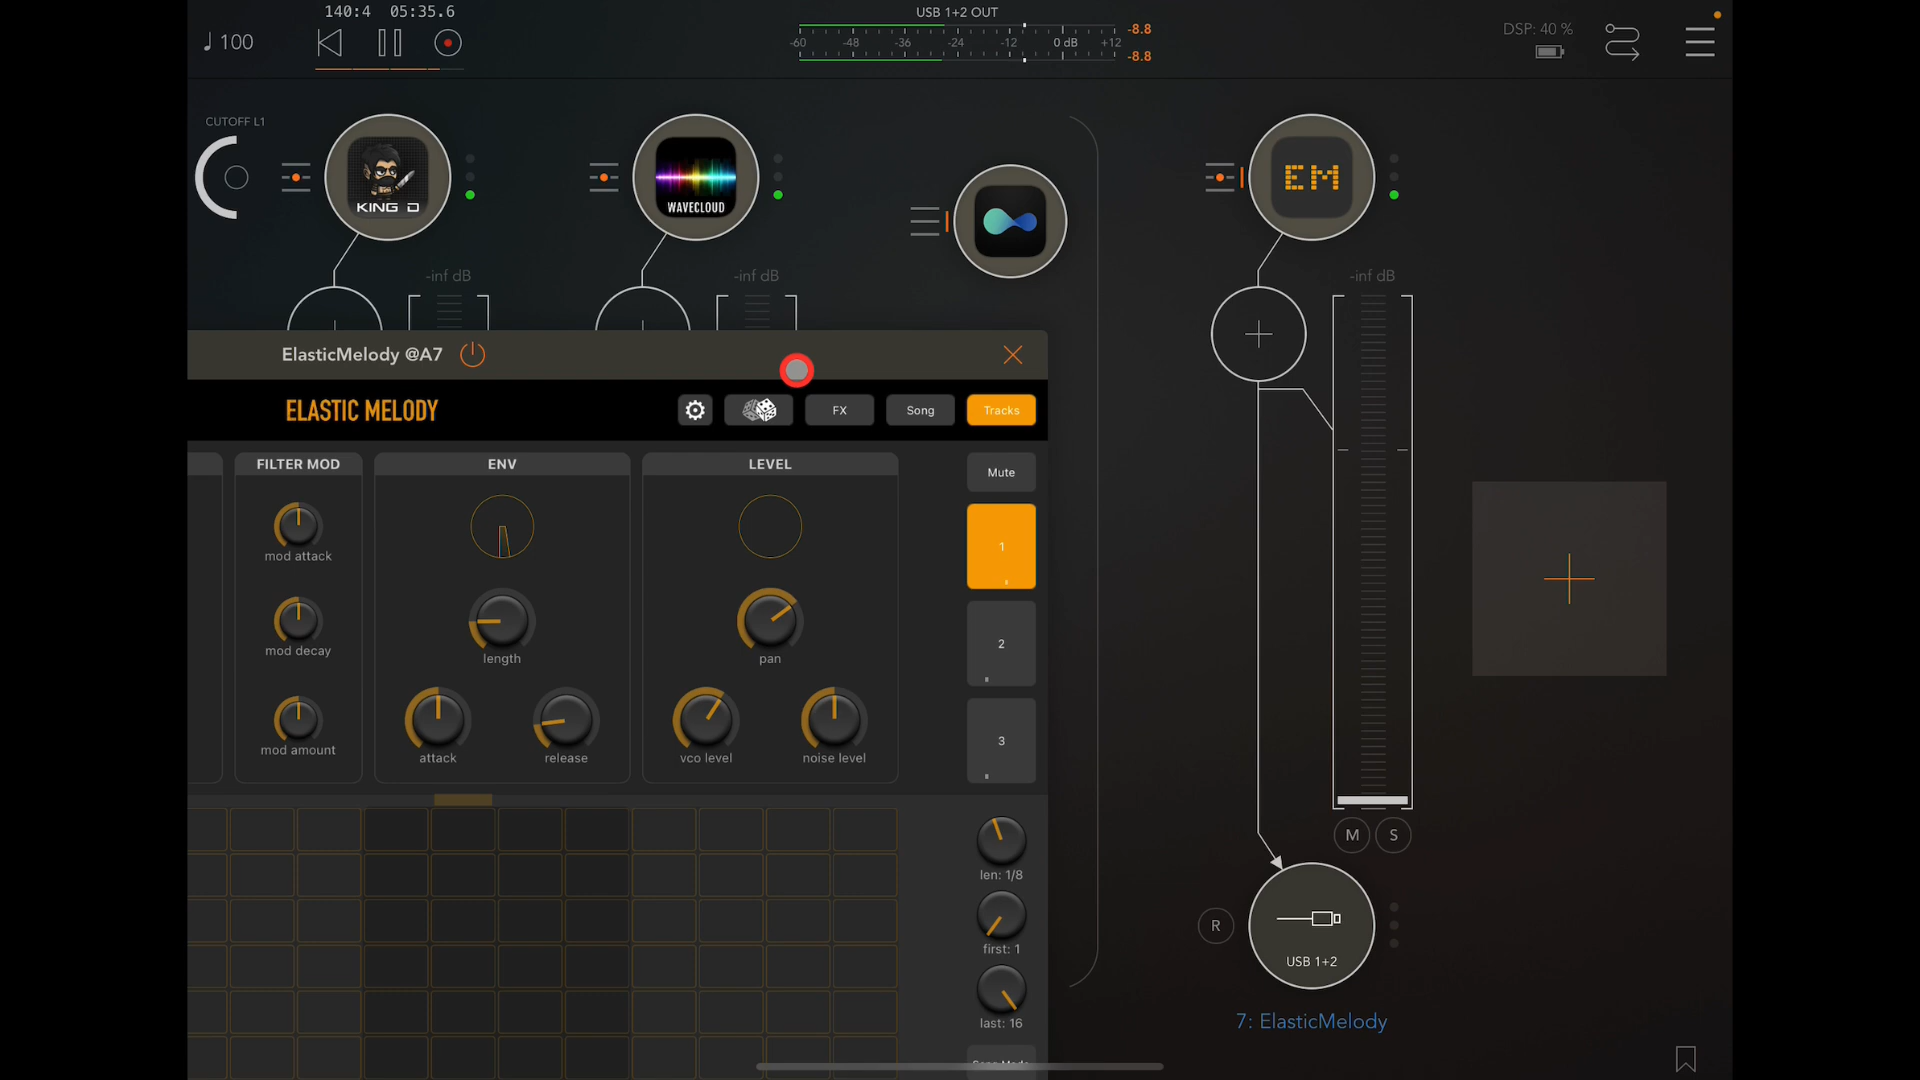 140:4 05:35.6
USB 1+2 OUT
♩ 100
-60 -48 -36 -24 -12 0 dB +12
-8.8
-8.8
DSP: 40 %
CUTOFF L1
KING D
WAVECLOUD
EM
-inf dB
-inf dB
-inf dB
ElasticMelody @A7
ELASTIC MELODY
FX
Song
Tracks
FILTER MOD
ENV
LEVEL
Mute
mod attack
1
mod decay
length
pan
2
mod amount
attack
release
vco level
noise level
3
M S
len: 1/8
first: 1
R
USB 1+2
last: 16
7: ElasticMelody